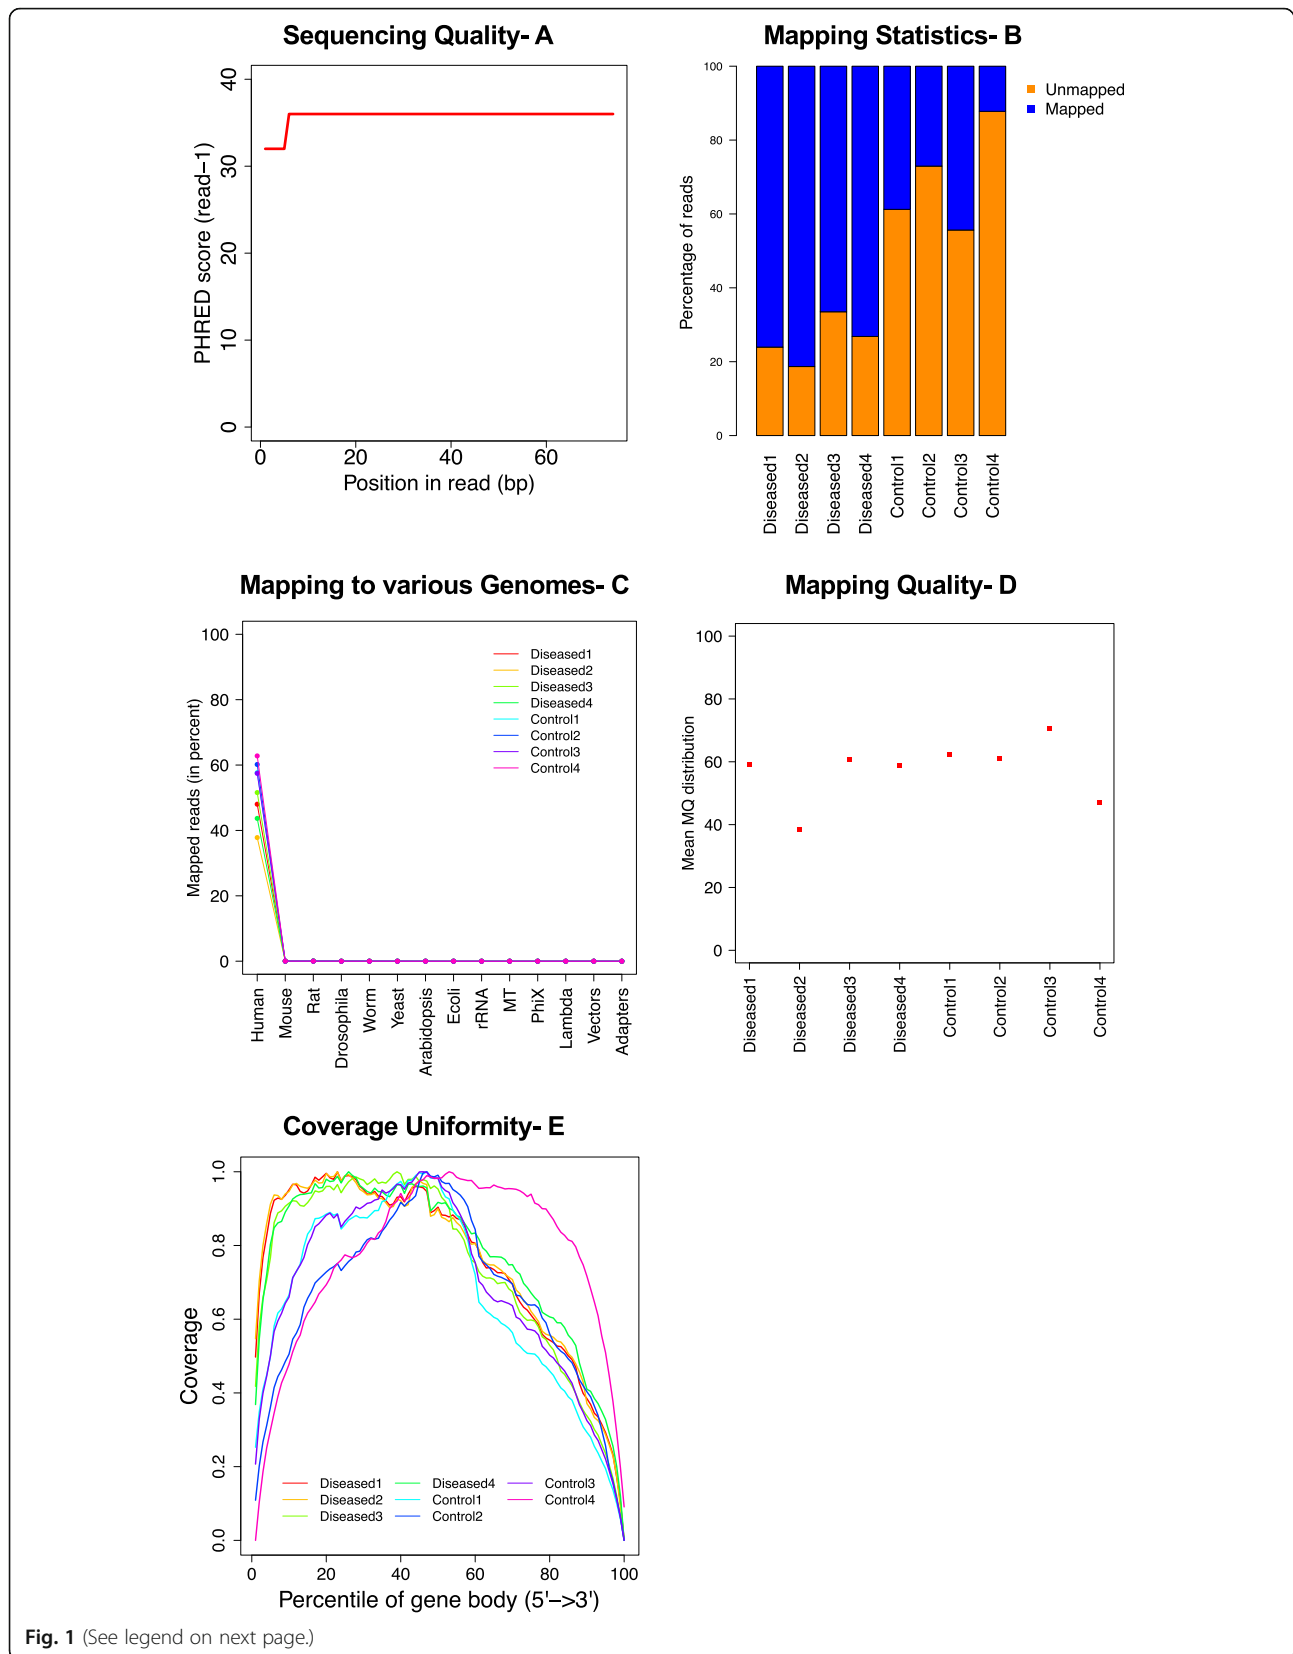 Sequencing Quality- A
PHRED score (read–1)
0
10
20
30
40
0
20
40
60
Position in read (bp)
Mapping Statistics- B
Percentage of reads
0
20
40
60
80
100
Diseased1
Diseased2
Diseased3
Diseased4
Control1
Control2
Control3
Control4
Unmapped
Mapped
Mapping to various Genomes- C
Mapped reads (in percent)
0
20
40
60
80
100
Diseased1
Diseased2
Diseased3
Diseased4
Control1
Control2
Control3
Control4
Human
Mouse
Rat
Drosophila
Worm
Yeast
Arabidopsis
Ecoli
rRNA
MT
PhiX
Lambda
Vectors
Adapters
Mapping Quality- D
Mean MQ distribution
0
20
40
60
80
100
Diseased1
Diseased2
Diseased3
Diseased4
Control1
Control2
Control3
Control4
Coverage Uniformity- E
Coverage
0.0
0.2
0.4
0.6
0.8
1.0
Diseased1
Diseased2
Diseased3
Diseased4
Control1
Control2
Control3
Control4
0
20
40
60
80
100
Percentile of gene body (5'–>3')
Fig. 1 (See legend on next page.)